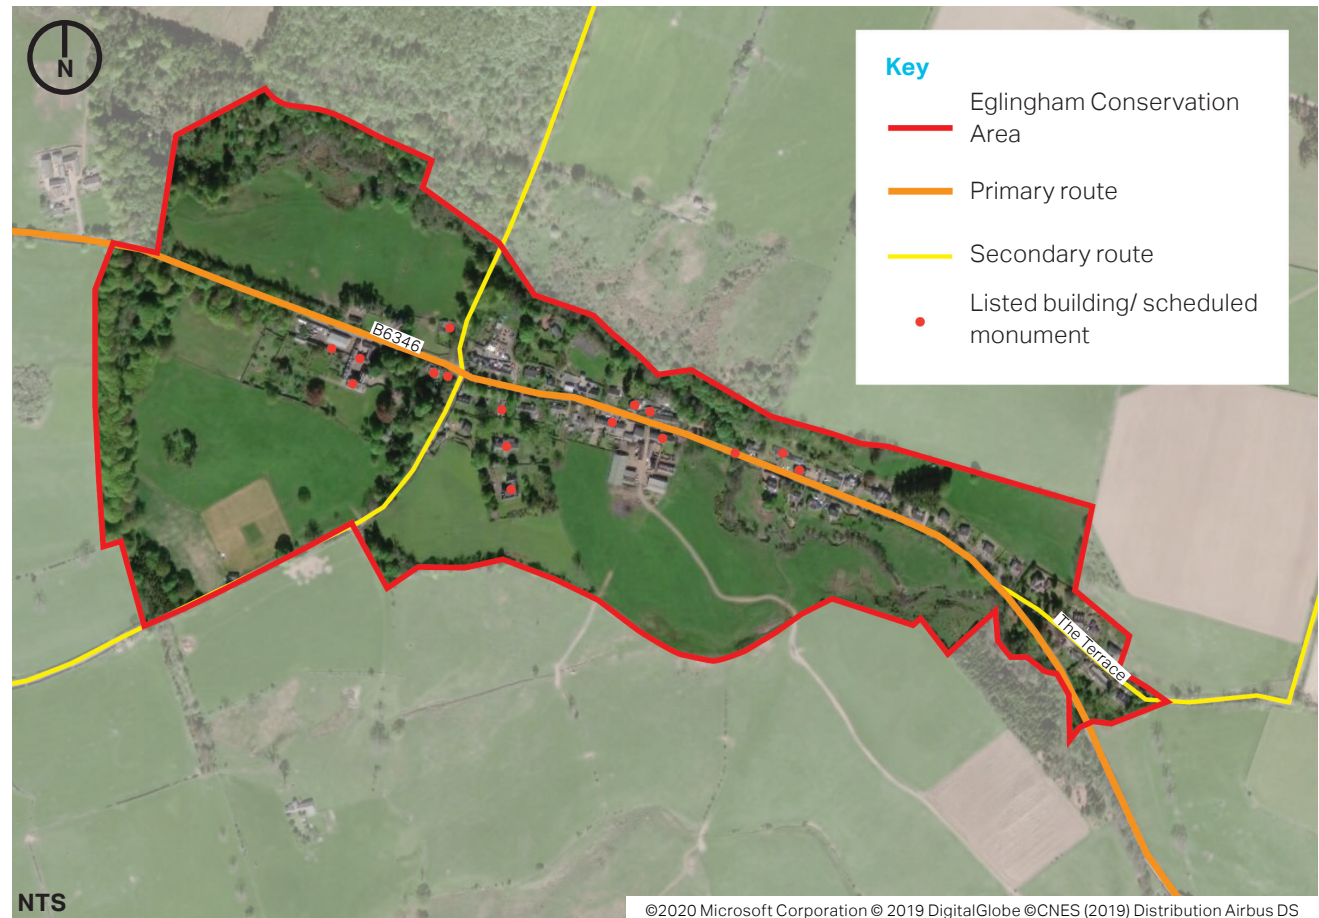 N
Key
Eglingham Conservation
Area
Primary route
Secondary route
Listed building/ scheduled
monument
B6346
The Terrace
NTS
©2020 Microsoft Corporation © 2019 DigitalGlobe ©CNES (2019) Distribution Airbus DS